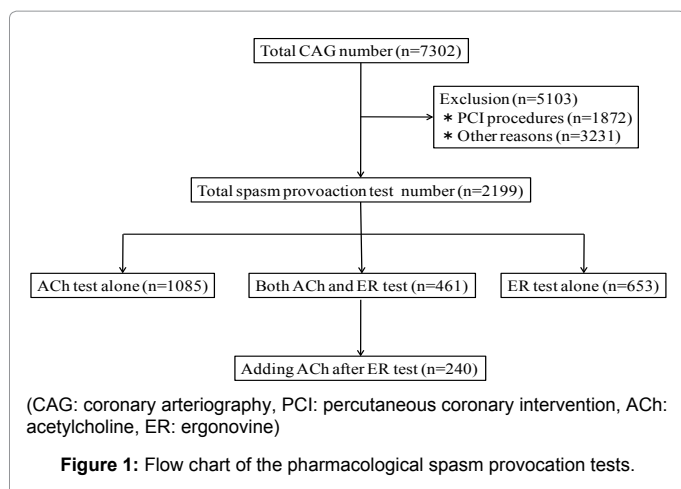 Total CAG number (n=7302)
Exclusion (n=5103)
* PCI procedures (n=1872)
* Other reasons (n=3231)
Total spasm provoaction test number (n=2199)
ACh test alone (n=1085)
Both ACh and ER test (n=461)
ER test alone (n=653)
Adding ACh after ER test (n=240)
(CAG: coronary arteriography, PCI: percutaneous coronary intervention, ACh:
acetylcholine, ER: ergonovine)
Figure 1: Flow chart of the pharmacological spasm provocation tests.